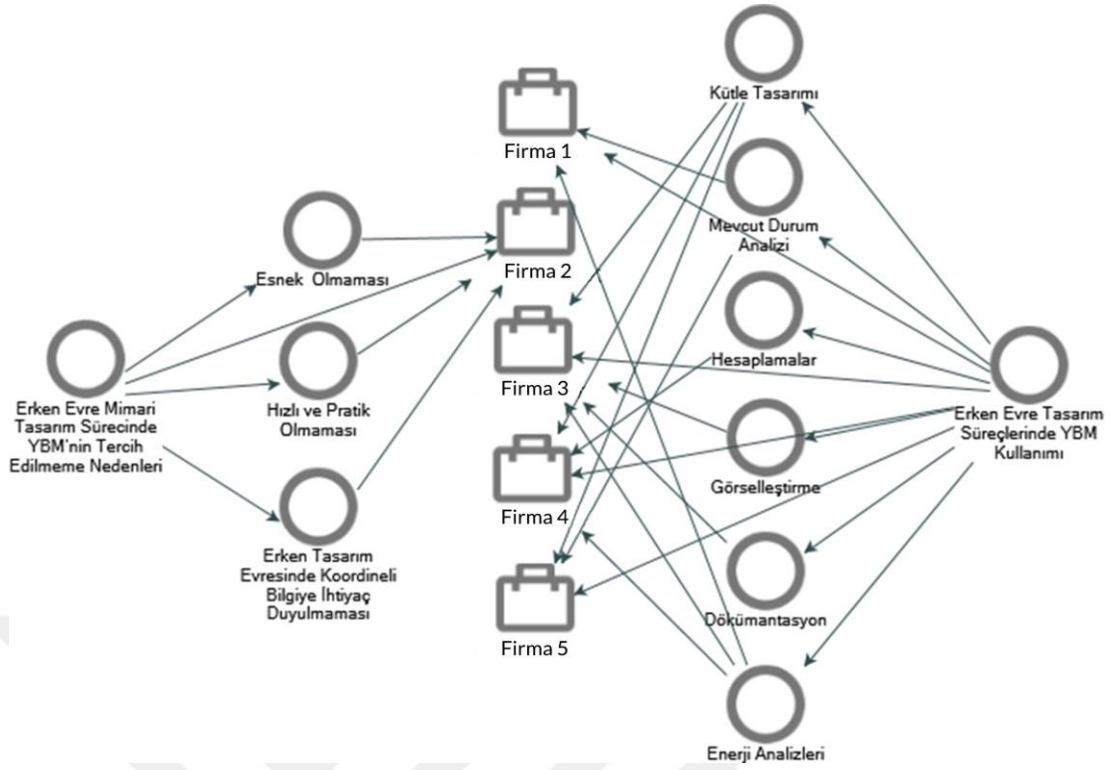 Kütle Tasarımı
Firma 1
Mevcut Durum
Analizi
Firma 2
Esnek  Olmaması
Hesaplamalar
Firma 3
Erken Evre Mimari
Tasarım Sürecinde
YBM'nin Tercih
Edilmeme Nedenleri
Hızlı ve Pratik
Olmaması
Erken Evre Tasarım
Süreçlerinde YBM
Kullanımı
Görselleştirme
Firma 4
Erken Tasarım
Evresinde Koordineli
Bilgiye İhtiyaç
Duyulmaması
Dökümantasyon
Firma 5
Enerji Analizleri